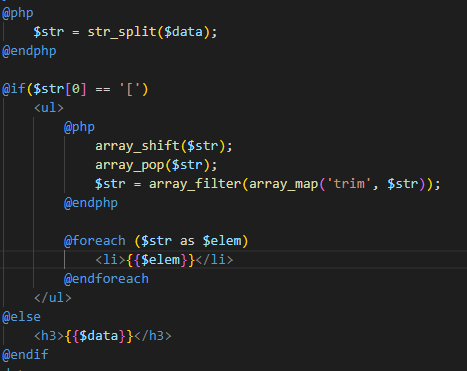 @php
$str = str_split($data);
@endphp
@if($str[0] == '[')
<ul>
@php
array_shift($str);
array_pop($str);
$str = array_filter(array_map('trim', $str));
@endphp
@foreach ($str as $elem)
<li>{{$elem}}</li>
@endforeach
</ul>
@else
<h3>{{$data}}</h3>
@endif